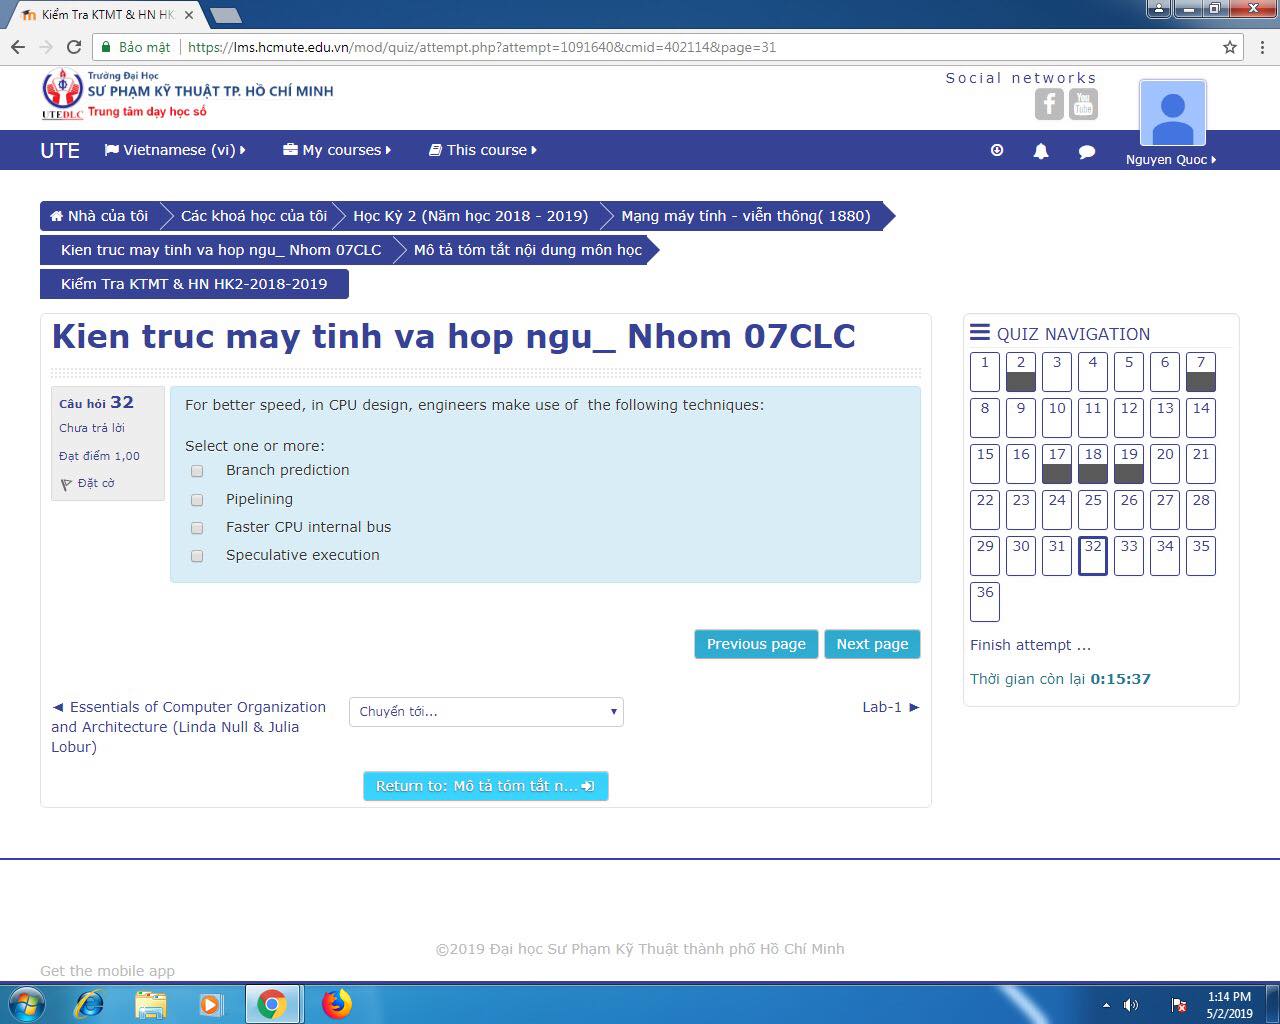 Kiểm Tra KTMT & HN HK
Bảo mật
https://lms.hcmute.edu.vn/mod/quiz/attempt.php?attempt=1091640&cmid=402114&page=31
Trường Đại Học
SƯ PHẠM KỸ THUẬT TP. HỒ CHÍ MINH
UTEDLC Trung tâm dạy học số
Social networks
You
Tube
UTE Vietnamese (vi) My courses This course
Nguyen Quoc
Nhà của tôi Các khoá học của tôi Học Kỳ 2 (Năm học 2018 - 2019) Mạng máy tính - viễn thông( 1880)
Kien truc may tinh va hop ngu_ Nhom 07CLC Mô tả tóm tắt nội dung môn học
Kiểm Tra KTMT & HN HK2-2018-2019
Kien truc may tinh va hop ngu_ Nhom 07CLC
Câu hỏi 32
Chưa trả lời
Đạt điểm 1,00
Đặt cờ
For better speed, in CPU design, engineers make use of the following techniques:
Select one or more:
Branch prediction
Pipelining
Faster CPU internal bus
Speculative execution
Previous page Next page
◄ Essentials of Computer Organization
and Architecture (Linda Null & Julia
Lobur)
Chuyển tới...
Lab-1 ►
Return to: Mô tả tóm tắt n...
QUIZ NAVIGATION
1 2 3 4 5 6 7
8 9 10 11 12 13 14
15 16 17 18 19 20 21
22 23 24 25 26 27 28
29 30 31 32 33 34 35
36
Finish attempt ...
Thời gian còn lại 0:15:37
©2019 Đại học Sư Phạm Kỹ Thuật thành phố Hồ Chí Minh
Get the mobile app
1:14 PM
5/2/2019